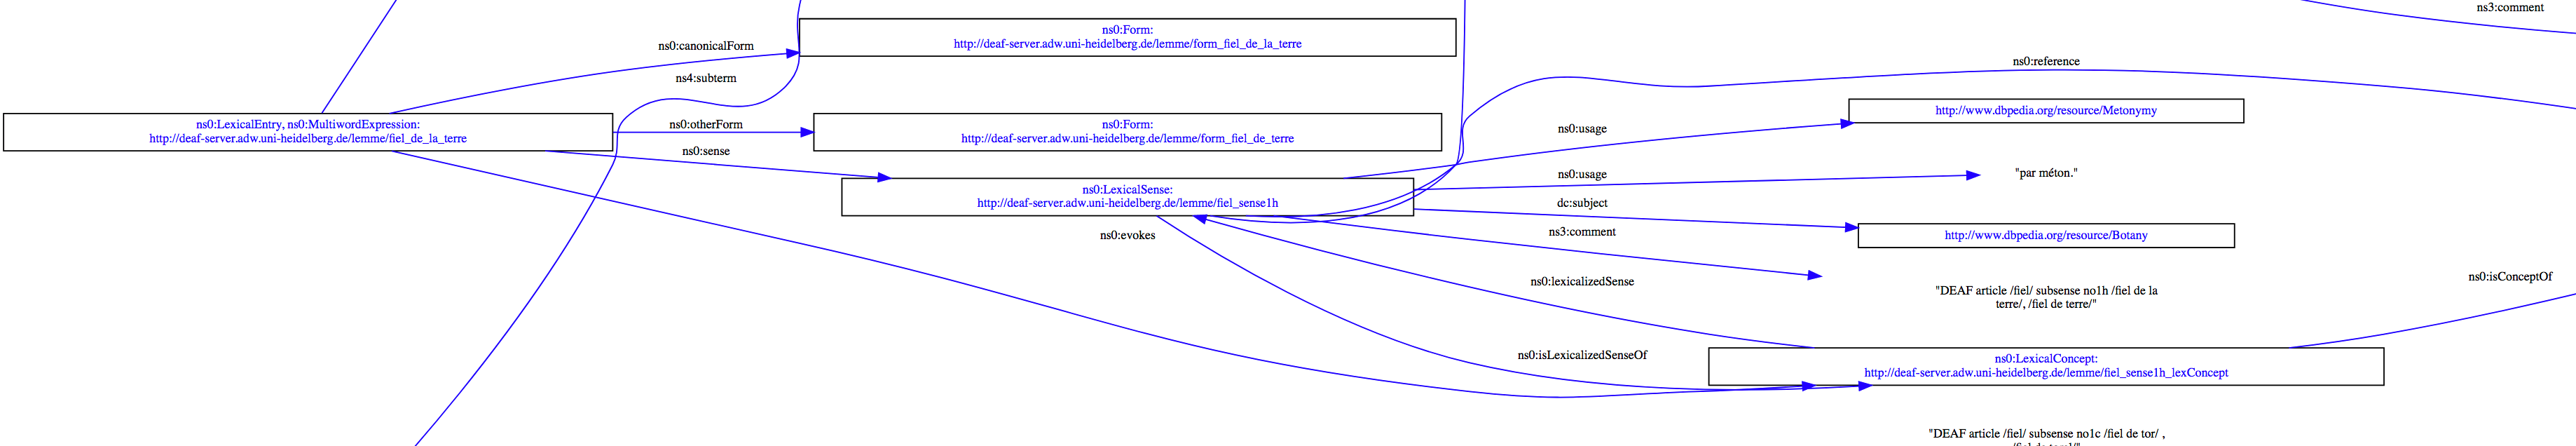 ns3:comment
ns0:Form:
http://deaf-server.adw.uni-heidelberg.de/lemme/form_fiel_de_la_terre
ns0:canonicalForm
ns0:reference
ns4:subterm
http://www.dbpedia.org/resource/Metonymy
ns0:LexicalEntry, ns0:MultiwordExpression:
http://deaf-server.adw.uni-heidelberg.de/lemme/fiel_de_la_terre
ns0:otherForm
ns0:Form:
http://deaf-server.adw.uni-heidelberg.de/lemme/form_fiel_de_terre
ns0:usage
ns0:sense
ns0:usage
"par méton."
ns0:LexicalSense:
http://deaf-server.adw.uni-heidelberg.de/lemme/fiel_sense1h
dc:subject
ns0:evokes
ns3:comment
http://www.dbpedia.org/resource/Botany
ns0:lexicalizedSense
ns0:isConceptOf
"DEAF article /fiel/ subsense no1h /fiel de la
terre/, /fiel de terre/"
ns0:isLexicalizedSenseOf
ns0:LexicalConcept:
http://deaf-server.adw.uni-heidelberg.de/lemme/fiel_sense1h_lexConcept
"DEAF article /fiel/ subsense no1c /fiel de tor/ ,